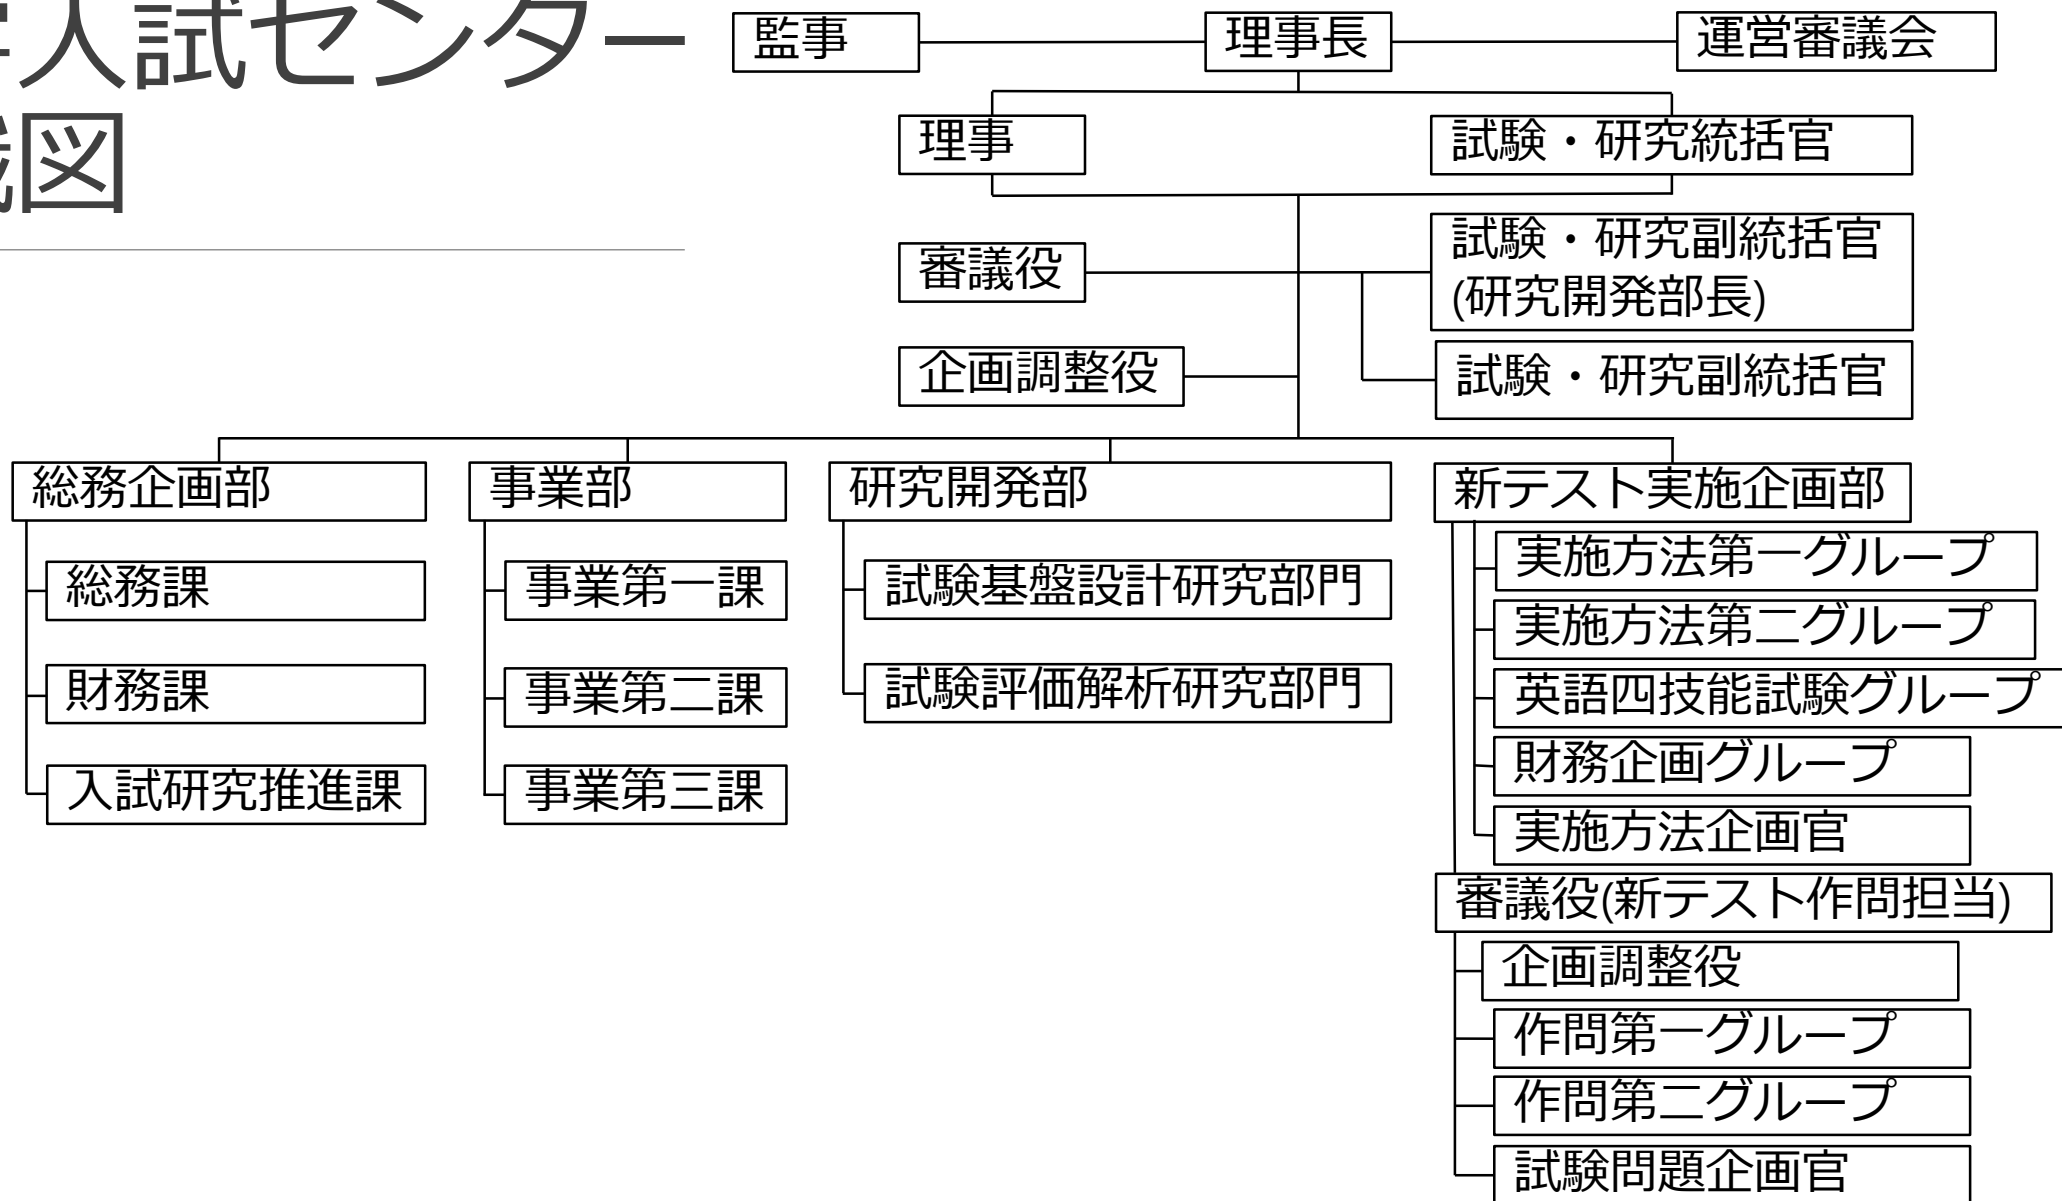 入試センター
図
監事
理事長
運営審議会
理事
試験・研究統括官
審議役
試験・研究副統括官
(研究開発部長)
企画調整役
試験・研究副統括官
総務企画部
事業部
研究開発部
新テスト実施企画部
総務課
財務課
入試研究推進課
事業第一課
事業第二課
事業第三課
試験基盤設計研究部門
試験評価解析研究部門
実施方法第一グループ
実施方法第二グループ
英語四技能試験グループ
財務企画グループ
実施方法企画官
審議役(新テスト作問担当)
企画調整役
作問第一グループ
作問第二グループ
試験問題企画官